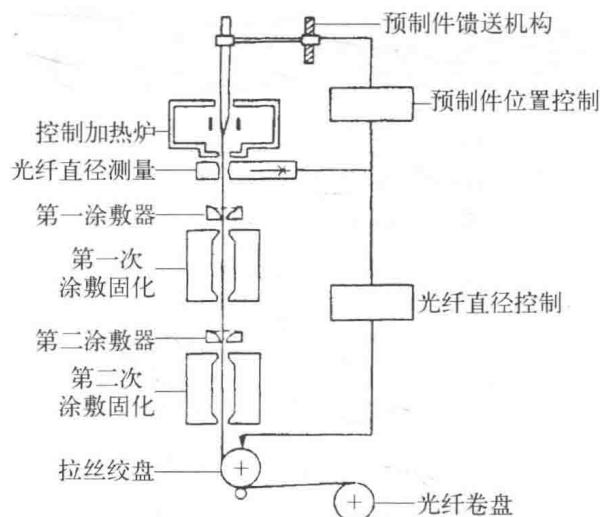 预制件馈送机构
预制件位置控制
控制加热炉
光纤直径测量
第一涂敷器
第一次
涂敷固化
光纤直径控制
第二涂敷器
第二次
涂敷固化
拉丝绞盘
光纤卷盘